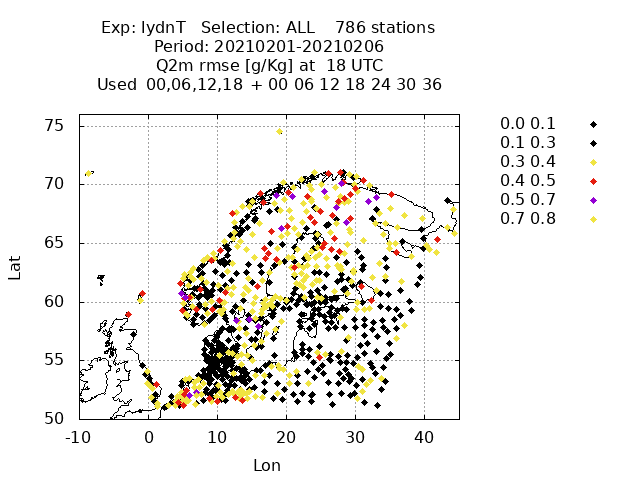 Exp: IydnT   Selection: ALL    786 stations
Period: 20210201-20210206
Q2m rmse [g/Kg] at  18 UTC
Used  00,06,12,18 + 00 06 12 18 24 30 36
75
70
65
60
55
50
Lat
-10 0 10 20 30 40
Lon
0.0 0.1
0.1 0.3
0.3 0.4
0.4 0.5
0.5 0.7
0.7 0.8